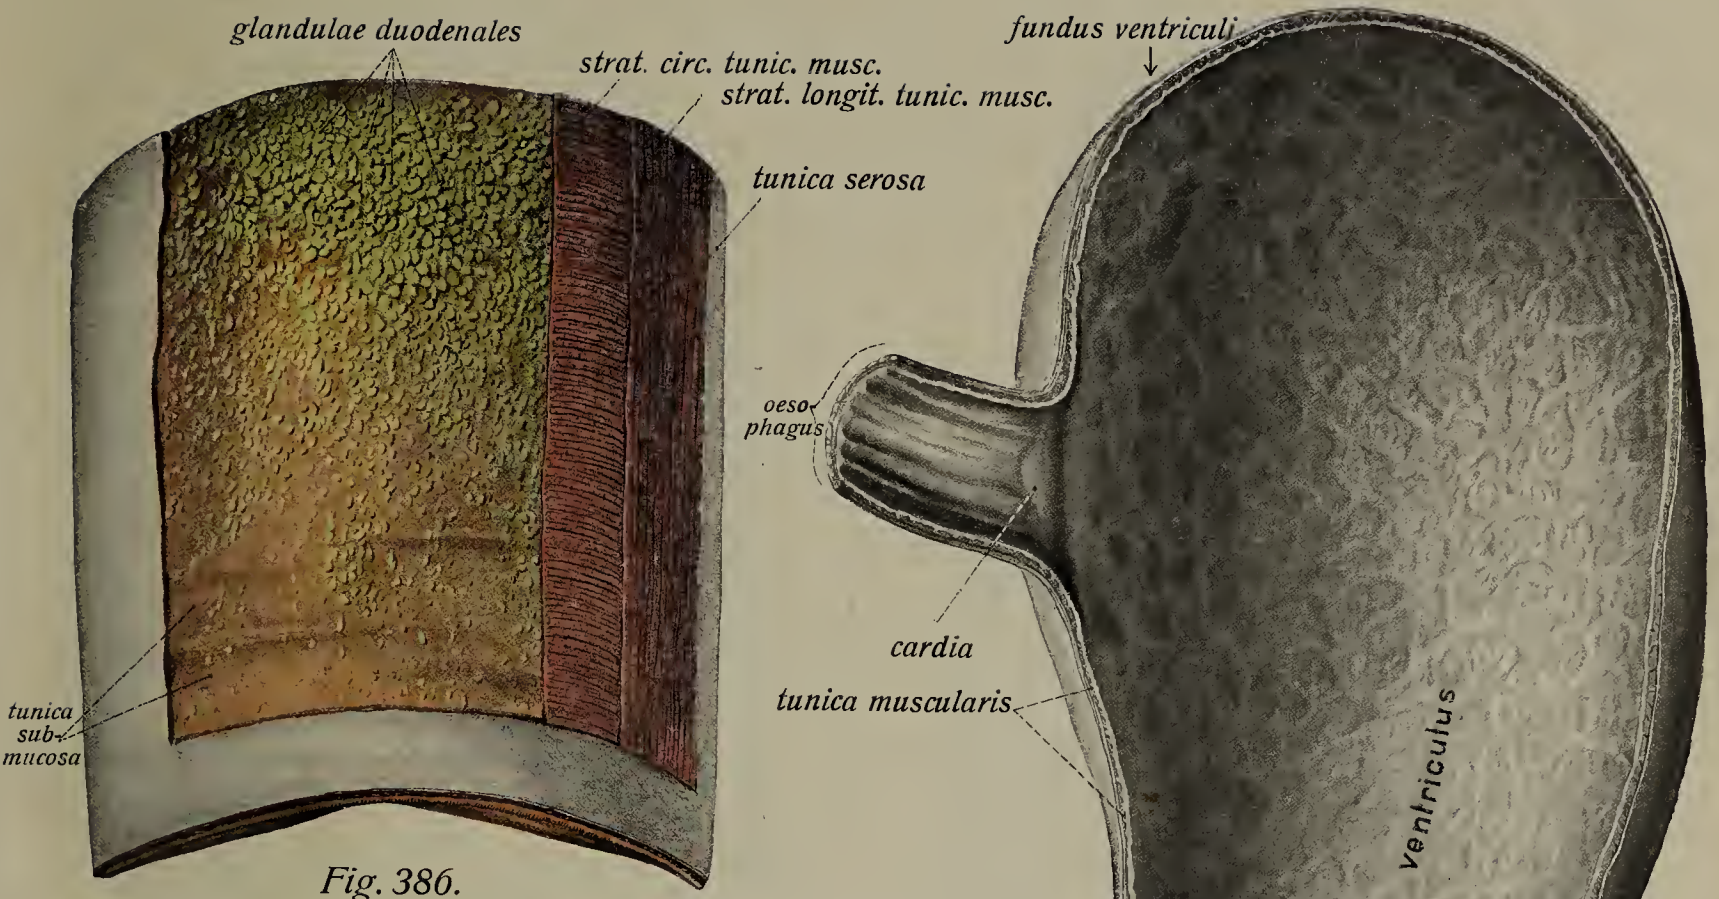 glandulae duodenales
strat. circ. tunic. musc.
strat. longit. tunic. musc.
tunica serosa
tunica
sub-
mucosa
Fig. 386.
fundus ventriculi
oeso-
phagus
cardia
tunica muscularis
ventriculus